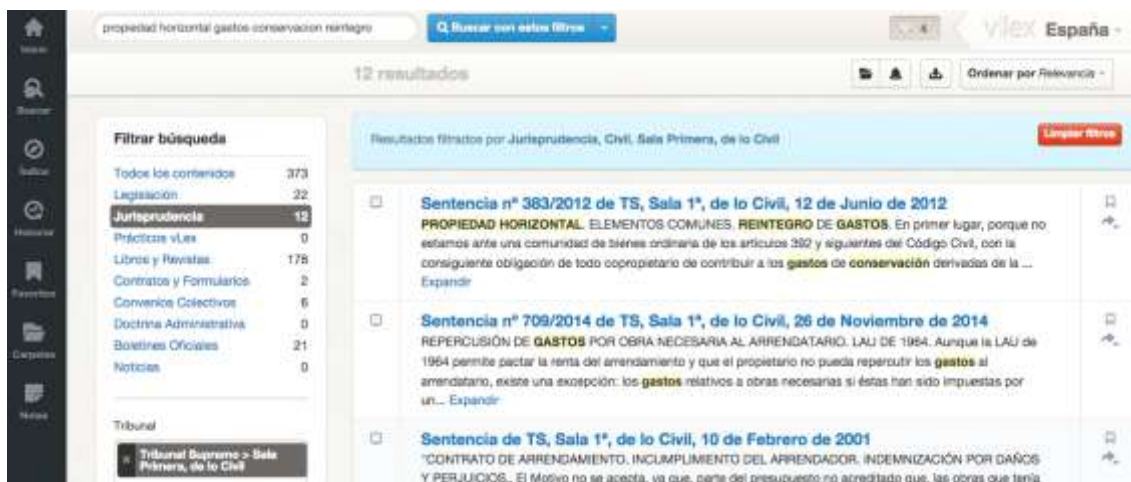 propiedad horizontal gastos conservacion reintegro
Buscar con estos filtros
vlex España
Inicio
12 resultados
Ordenar por Relevancia
Buscar
Filtrar búsqueda
Resultados filtrados por Jurisprudencia, Civil, Sala Primera, de lo Civil
Limpiar filtros
Todos los contenidos 373
Legislación 22
Jurisprudencia 12
Prácticos vLex 0
Libros y Revistas 178
Contratos y Formularios 2
Convenios Colectivos 6
Doctrina Administrativa 0
Boletines Oficiales 21
Noticias 0
Tribunal
Tribunal Supremo > Sala
Primera, de lo Civil
Índice
Historial
Favoritos
Carpetas
Notas
Sentencia nº 383/2012 de TS, Sala 1ª, de lo Civil, 12 de Junio de 2012
PROPIEDAD HORIZONTAL. ELEMENTOS COMUNES. REINTEGRO DE GASTOS. En primer lugar, porque no
estamos ante una comunidad de bienes ordinaria de los artículos 392 y siguientes del Código Civil, con la
consiguiente obligación de todo copropietario de contribuir a los gastos de conservación derivadas de la ...
Expandir
Sentencia nº 709/2014 de TS, Sala 1ª, de lo Civil, 26 de Noviembre de 2014
REPERCUSIÓN DE GASTOS POR OBRA NECESARIA AL ARRENDATARIO. LAU DE 1964. Aunque la LAU de
1964 permite pactar la renta del arrendamiento y que el propietario no pueda repercutir los gastos al
arrendatario, existe una excepción: los gastos relativos a obras necesarias si éstas han sido impuestas por
un... Expandir
Sentencia de TS, Sala 1ª, de lo Civil, 10 de Febrero de 2001
"CONTRATO DE ARRENDAMIENTO. INCUMPLIMIENTO DEL ARRENDADOR. INDEMNIZACIÓN POR DAÑOS
Y PERJUICIOS.. El Motivo no se acepta, ya que, parte del presupuesto no acreditado que, las obras que tenía